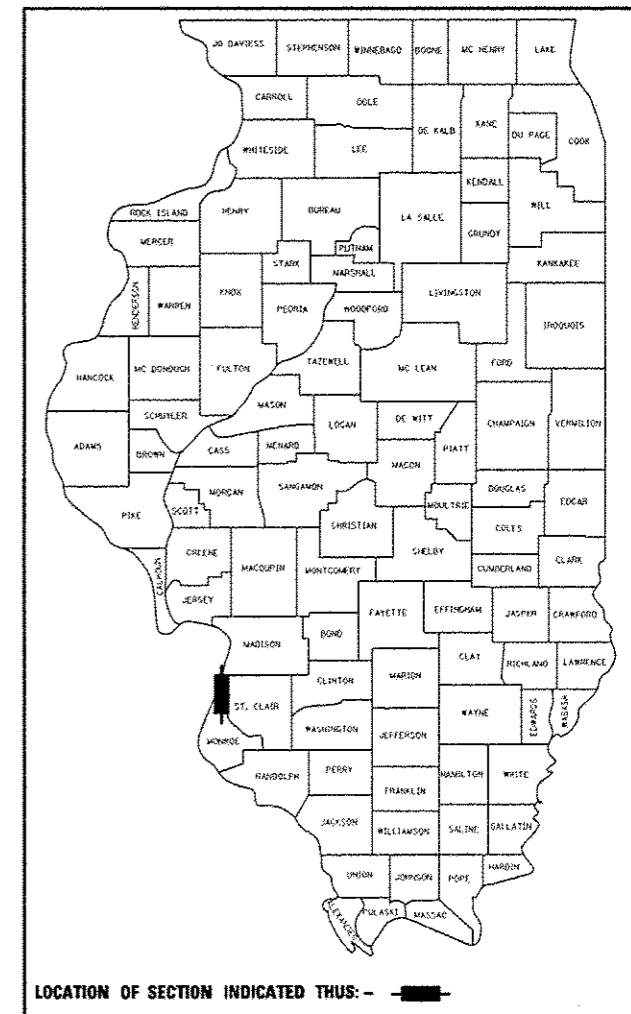 JO DAVIESS STEPHENSON WINNEBAGO BOONE MC HENRY LAKE
CARROLL OGLE DE KALB KANE DU PAGE COOK
WHITESIDE LEE KENDALL WILL
ROCK ISLAND HENRY BUREAU LA SALLE GRUNDY
MERCER PUTNAM KANKAKEE
STARK MARSHALL
HENDERSON WARREN KNOX PEORIA WOODFORD LIVINGSTON IROQUOIS
HANCOCK MC DONOUGH FULTON TAZEWELL MC LEAN FORD
SCHUYLER MASON LOGAN DE WITT CHAMPAIGN VERMILION
ADAMS BROWN CASS MENARD MACON PIATT
PIKE SCOTT MORGAN SANGAMON CHRISTIAN MOULTRIE DOUGLAS EDGAR
COLES
CALHOUN GREENE MACOUPIN MONTGOMERY SHELBY CUMBERLAND CLARK
JERSEY FAYETTE EFFINGHAM JASPER CRAWFORD
MADISON BOND CLAY RICHLAND LAWRENCE
ST. CLAIR CLINTON MARION WAYNE EDWARDS WABASH
MONROE WASHINGTON JEFFERSON
RANDOLPH PERRY HAMILTON WHITE
FRANKLIN
JACKSON WILLIAMSON SALINE GALLATIN
UNION JOHNSON POPE HARDIN
ALEXANDER PULASKI MASSAC
LOCATION OF SECTION INDICATED THUS: -